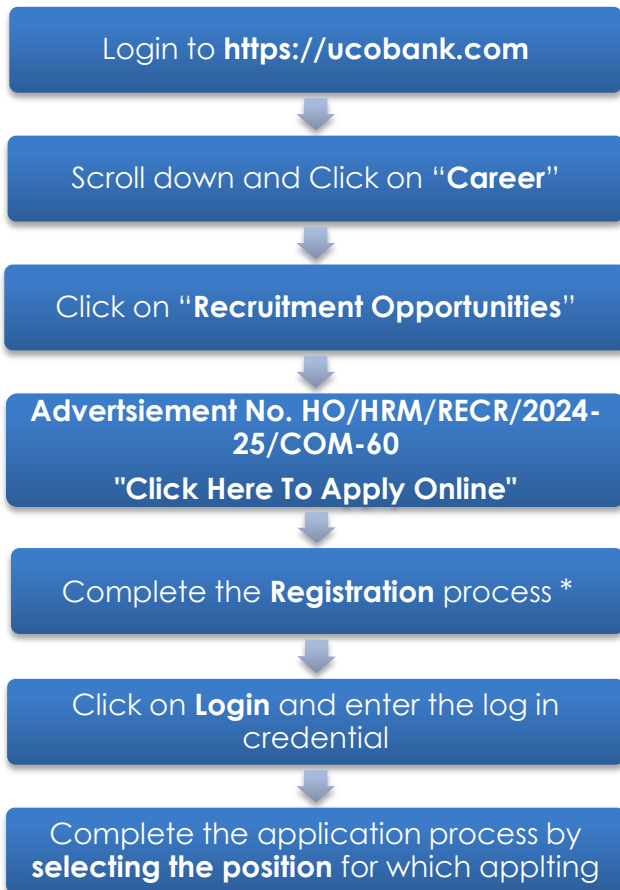 Login to https://ucobank.com
Scroll down and Click on “Career”
Click on “Recruitment Opportunities”
Advertsiement No. HO/HRM/RECR/2024-
25/COM-60
"Click Here To Apply Online"
Complete the Registration process *
Click on Login and enter the log in
credential
Complete the application process by
selecting the position for which applting